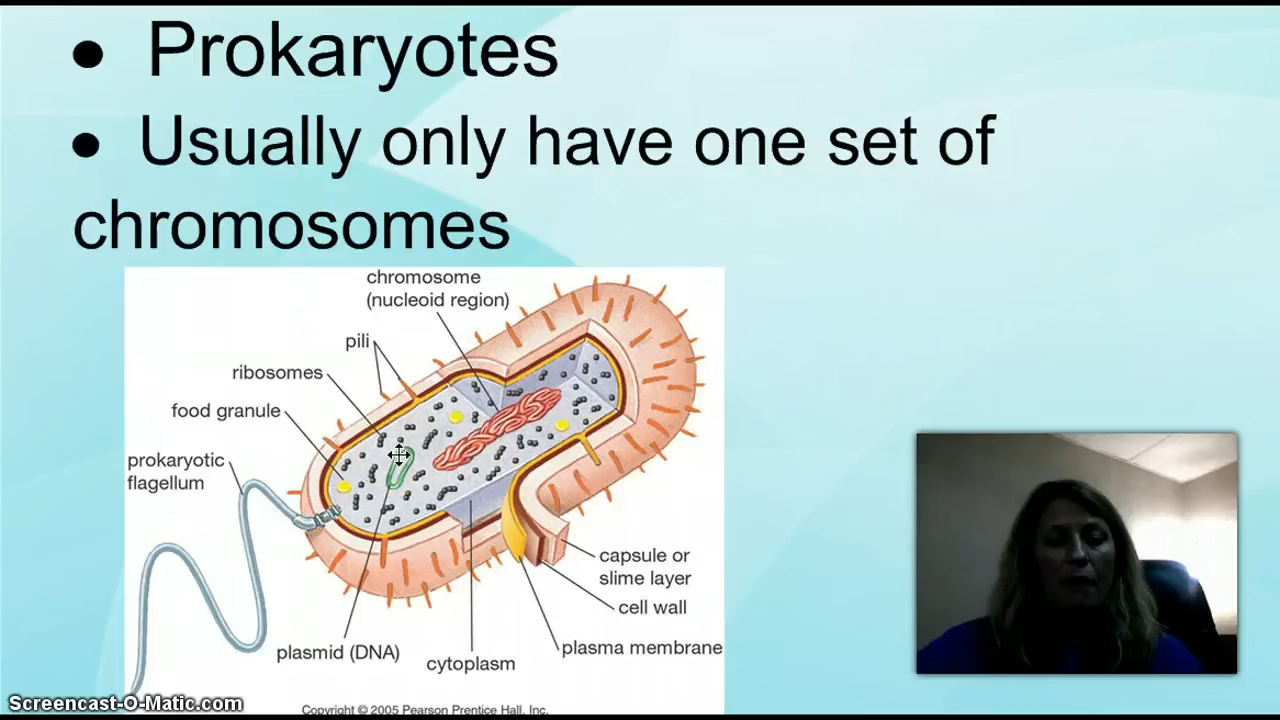 • Prokaryotes
• Usually only have one set of
chromosomes
chromosome
(nucleoid region)
pili
ribosomes
food granule
prokaryotic
flagellum
capsule or
slime layer
cell wall
plasma membrane
plasmid (DNA)
cytoplasm
Copyright © 2005 Pearson Prentice Hall, Inc.
Screencast-O-Matic.com